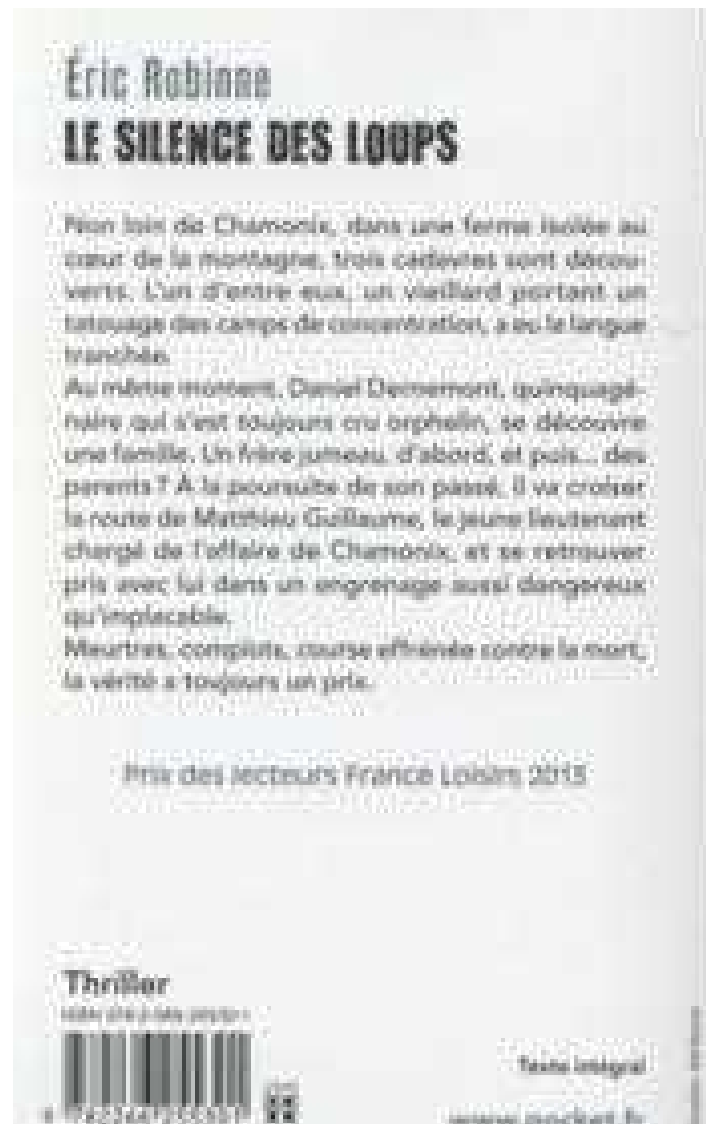 Éric Robinne
LE SILENCE DES LOUPS
Non loin de Chamonix, dans une ferme isolée au
cœur de la montagne, trois cadavres sont décou-
verts. L'un d'entre eux, un vieillard portant un
tatouage des camps de concentration, a eu la langue
tranchée.
Au même moment, Daniel Dernemont, quinquagé-
naire qui s'est toujours cru orphelin, se découvre
une famille. Un frère jumeau, d'abord, et puis... des
parents ? À la poursuite de son passé, il va croiser
la route de Matthieu Guillaume, le jeune lieutenant
chargé de l'affaire de Chamonix, et se retrouver
pris avec lui dans un engrenage aussi dangereux
qu'implacable.
Meurtres, complots, course effrénée contre la mort,
la vérité a toujours un prix.
Prix des lecteurs France Loisirs 2013
Thriller
Texte intégral
www.pocket.fr